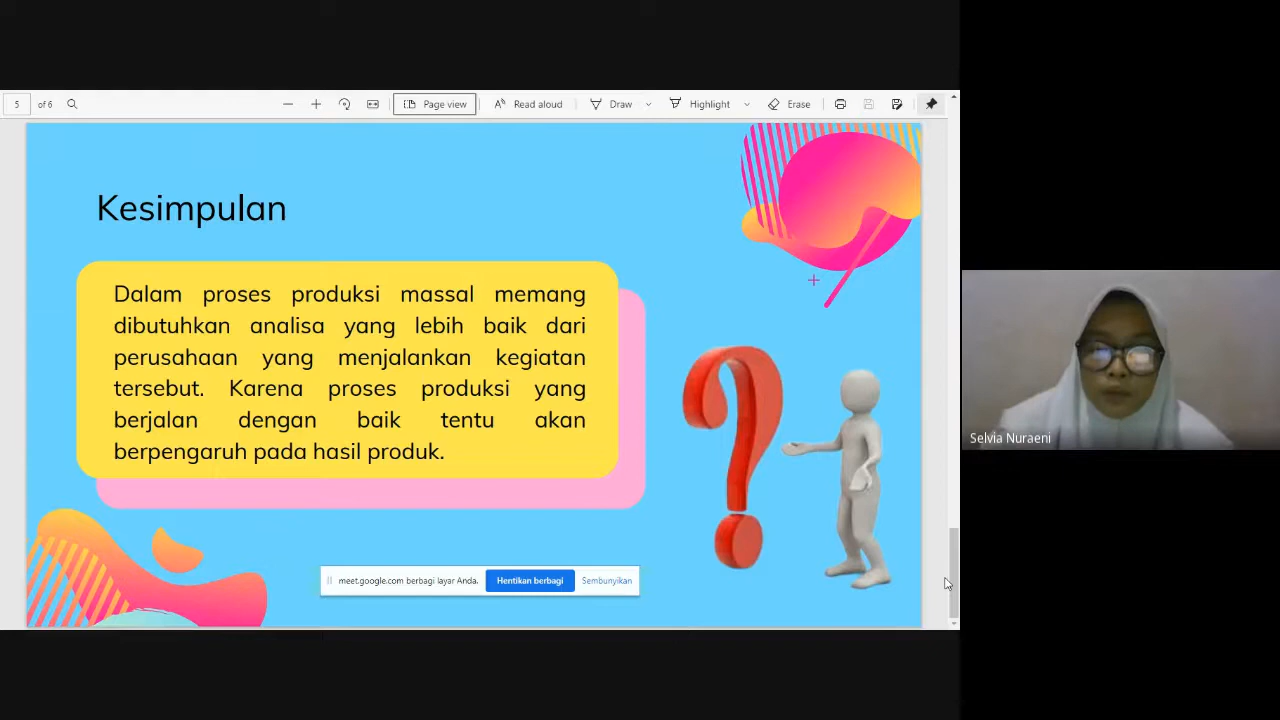 5 of 6
Page view
Read aloud
Draw
Highlight
Erase
Kesimpulan
Dalam proses produksi massal memang
dibutuhkan analisa yang lebih baik dari
perusahaan yang menjalankan kegiatan
tersebut. Karena proses produksi yang
berjalan dengan baik tentu akan
berpengaruh pada hasil produk.
meet.google.com berbagi layar Anda.
Hentikan berbagi
Sembunyikan
Selvia Nuraeni